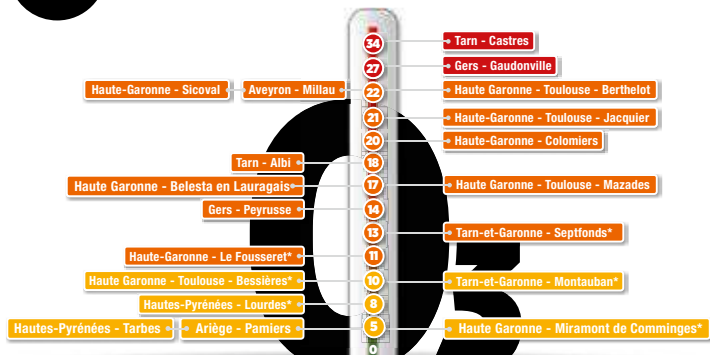 34 Tarn - Castres
27 Gers - Gaudonville
Haute-Garonne - Sicoval Aveyron - Millau 22 Haute Garonne - Toulouse - Berthelot
21 Haute-Garonne - Toulouse - Jacquier
20 Haute-Garonne - Colomiers
Tarn - Albi 18
Haute Garonne - Belesta en Lauragais 17 Haute Garonne - Toulouse - Mazades
Gers - Peyrusse 14
13 Tarn-et-Garonne - Septfonds*
Haute-Garonne - Le Fousseret* 11
Haute Garonne - Toulouse - Bessières* 10 Tarn-et-Garonne - Montauban*
Hautes-Pyrénées - Lourdes* 8
Hautes-Pyrénées - Tarbes Ariège - Pamiers 5 Haute Garonne - Miramont de Comminges*
0
O3